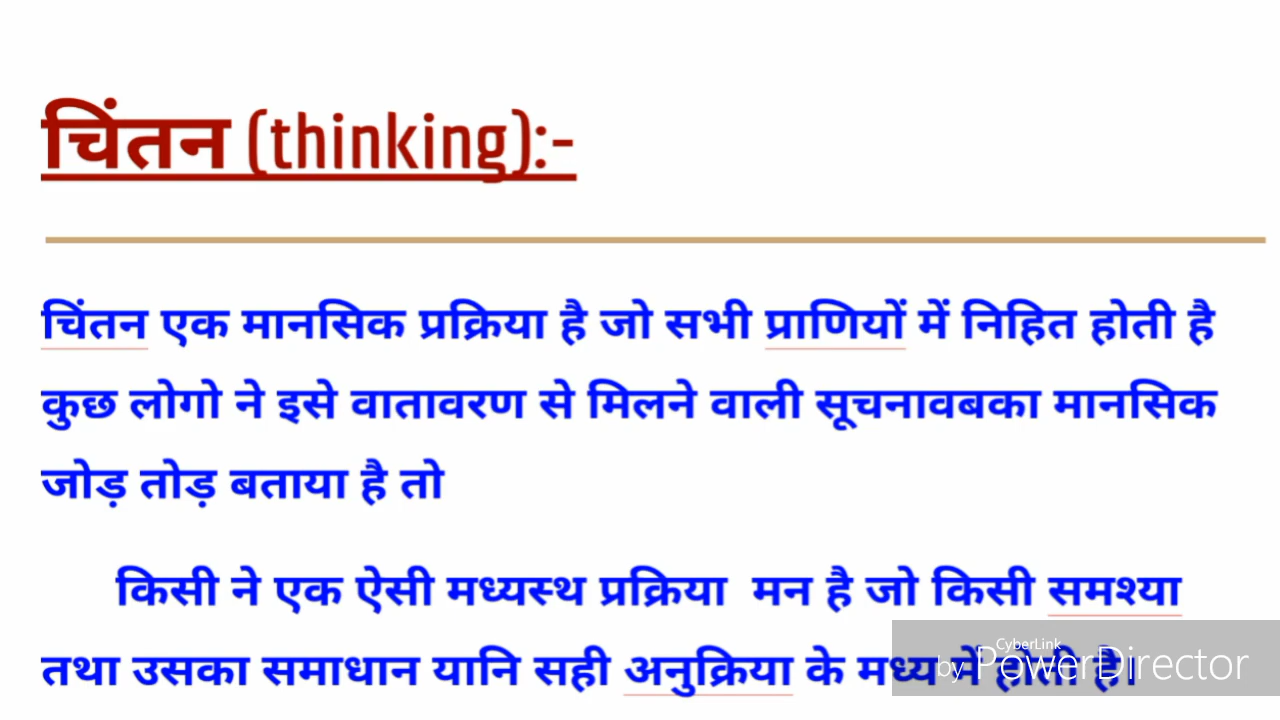 चिंतन (thinking):-
चिंतन एक मानसिक प्रक्रिया है जो सभी प्राणियों में निहित होती है
कुछ लोगो ने इसे वातावरण से मिलने वाली सूचनावबका मानसिक
जोड़ तोड़ बताया है तो
किसी ने एक ऐसी मध्यस्थ प्रक्रिया मन है जो किसी समश्या
तथा उसका समाधान यानि सही अनुक्रिया के मध्य में होती है।
CyberLink
by PowerDirector